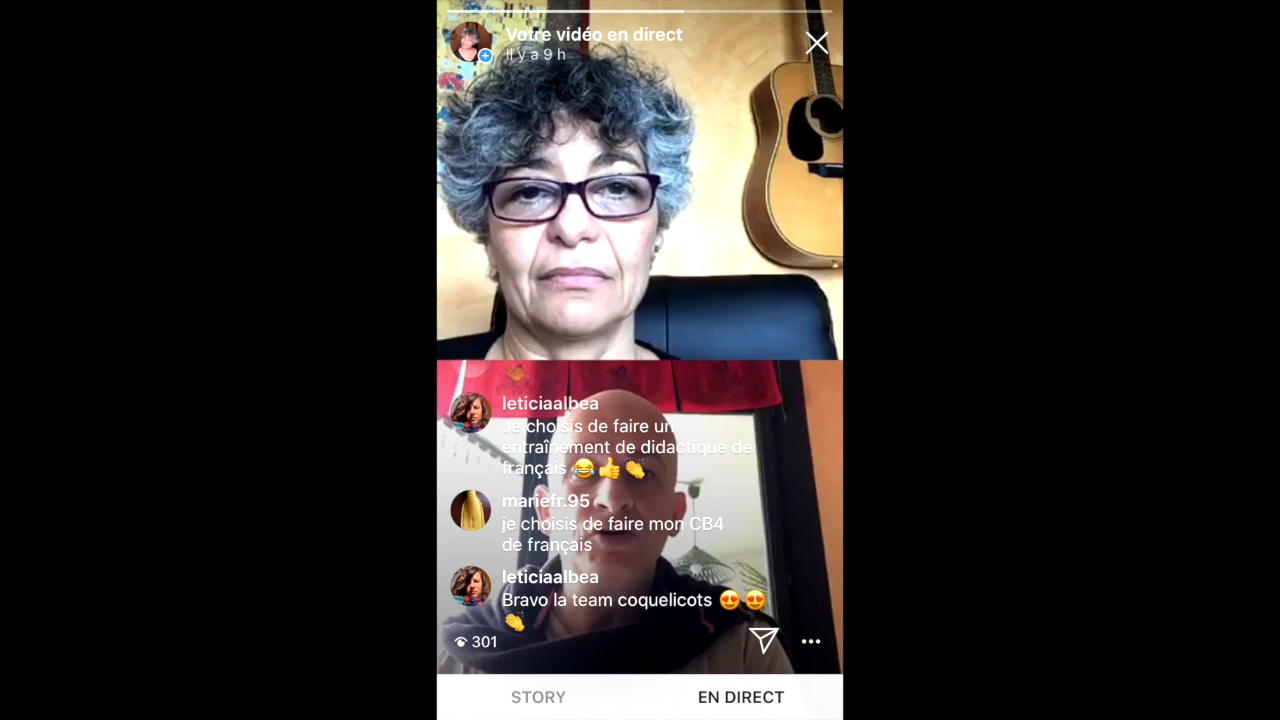 Votre vidéo en direct
il y a 9 h
leticiaalbea
Je choisis de faire un
entraînement de didactique de
français 😂👍👏
mariefr.95
je choisis de faire mon CB4
de français
leticiaalbea
Bravo la team coquelicots 😍😍
👏
301
STORY
EN DIRECT